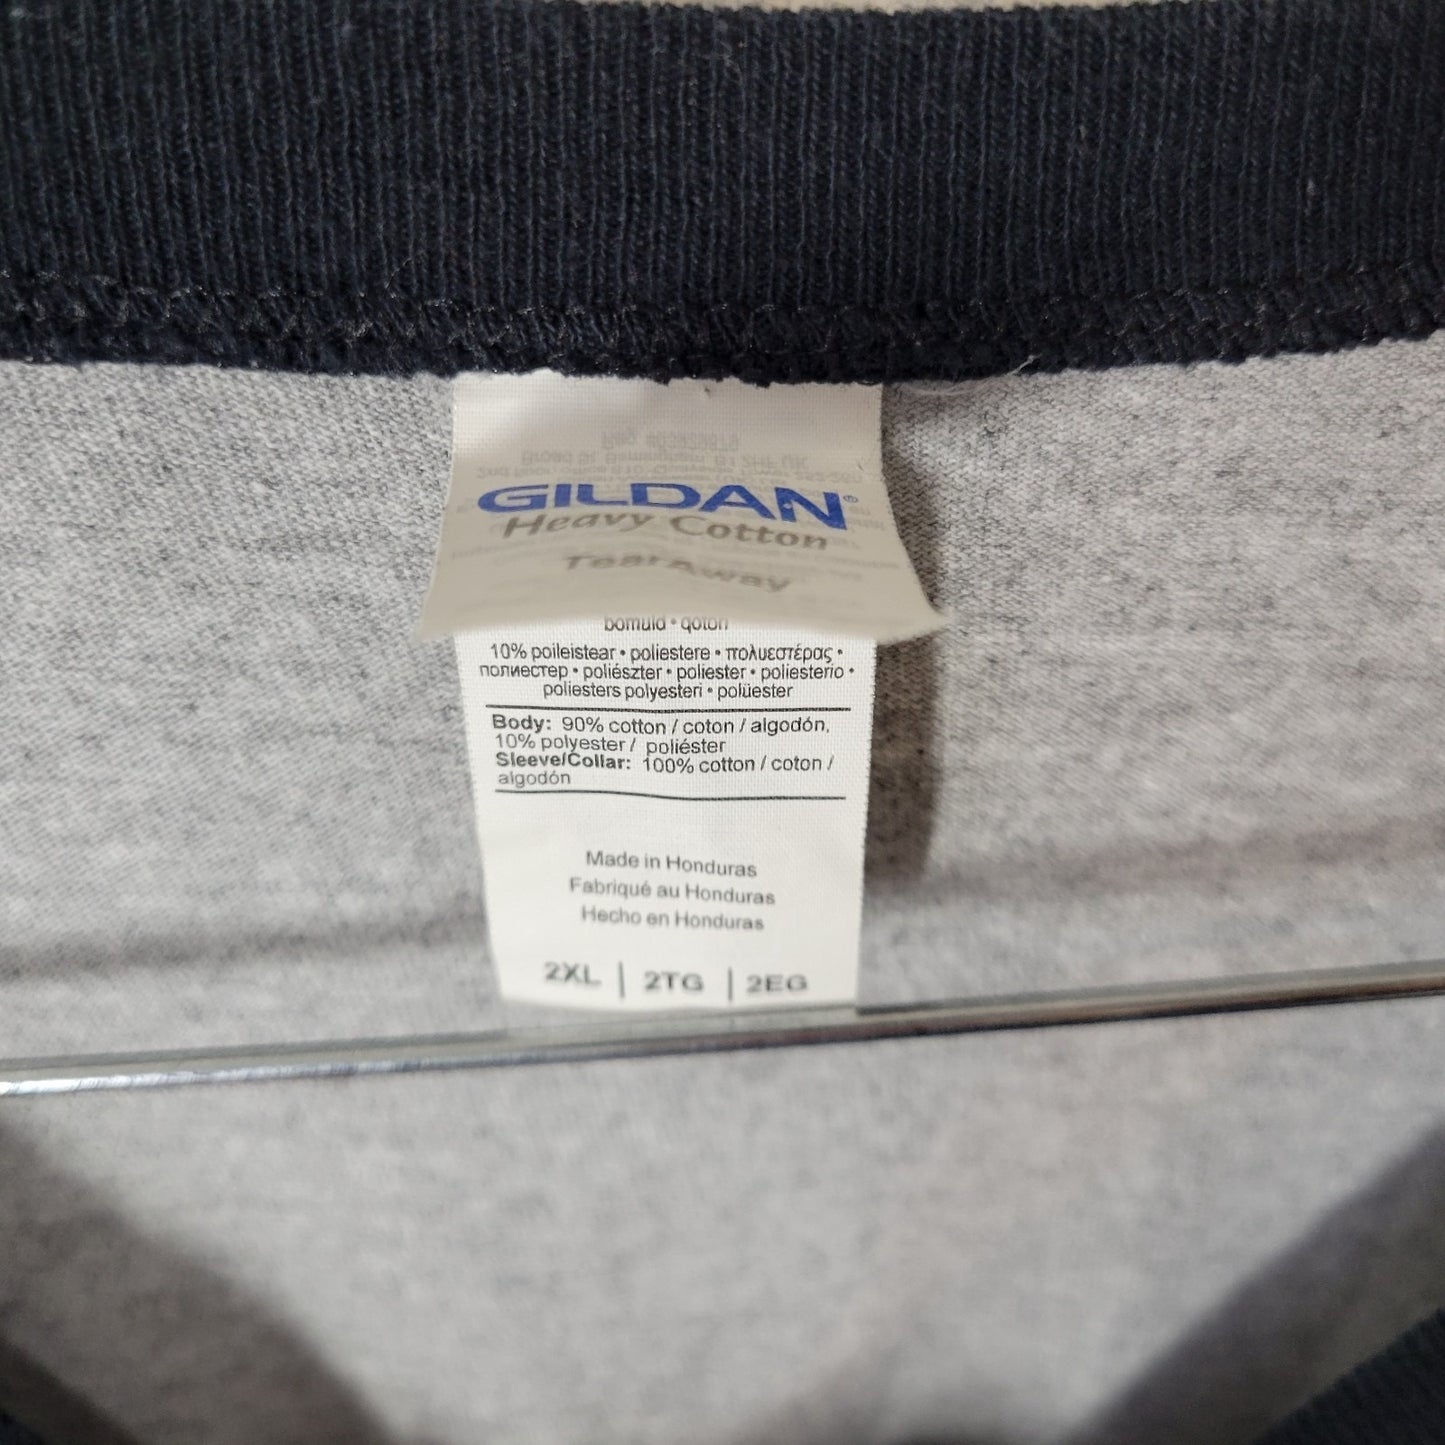 GILDAN®
Heavy Cotton
TearAway
bomuld • qoton
10% poileistear • poliestere • πολυεστέρας •
полиестер • poliészter • poliester • poliesterio •
poliesters polyesteri • polüester
Body: 90% cotton / coton / algodón,
10% polyester / poliéster
Sleeve/Collar: 100% cotton / coton /
algodón
Made in Honduras
Fabriqué au Honduras
Hecho en Honduras
2XL | 2TG | 2EG